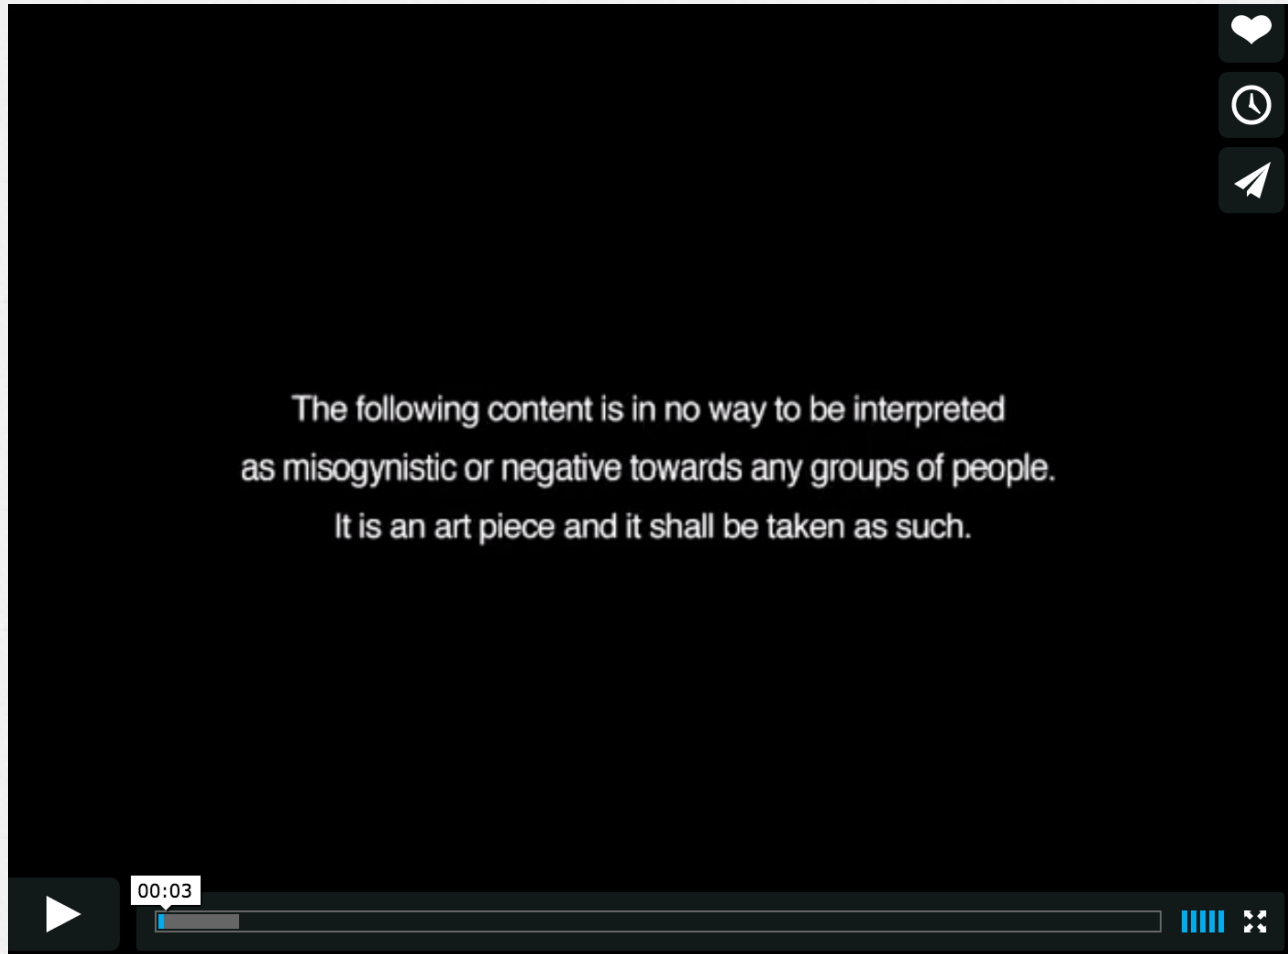 The following content is in no way to be interpreted
as misogynistic or negative towards any groups of people.
It is an art piece and it shall be taken as such.
00:03